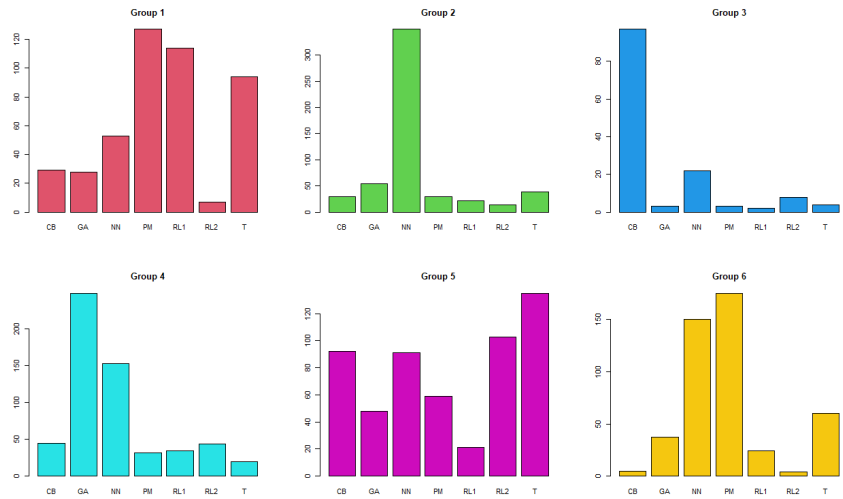 Group 1
120
100
80
60
40
20
0
CB GA NN PM RL1 RL2 T
Group 2
300
250
200
150
100
50
0
CB GA NN PM RL1 RL2 T
Group 3
80
60
40
20
0
CB GA NN PM RL1 RL2 T
Group 4
200
150
100
50
0
CB GA NN PM RL1 RL2 T
Group 5
120
100
80
60
40
20
0
CB GA NN PM RL1 RL2 T
Group 6
150
100
50
0
CB GA NN PM RL1 RL2 T